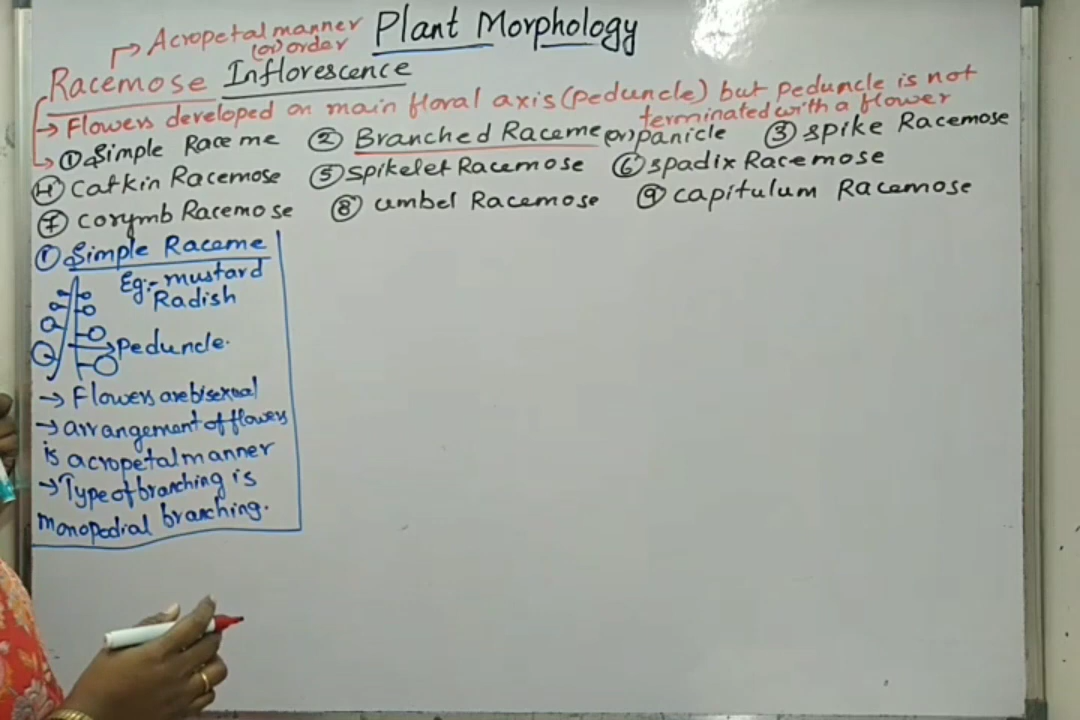 Plant Morphology
Acropetal manner
(or) order
Racemose Inflorescence
→ Flowers developed on main floral axis (peduncle) but peduncle is not
terminated with a flower
① Simple Raceme ② Branched Raceme (or) panicle ③ spike Racemose
④ Catkin Racemose ⑤ spikelet Racemose ⑥ spadix Racemose
⑦ corymb Racemose ⑧ umbel Racemose ⑨ capitulum Racemose
① Simple Raceme
Eg:- mustard
Radish
peduncle.
→ Flowers are bisexual
→ arrangement of flowers
is acropetal manner
→ Type of branching is
monopodial branching.